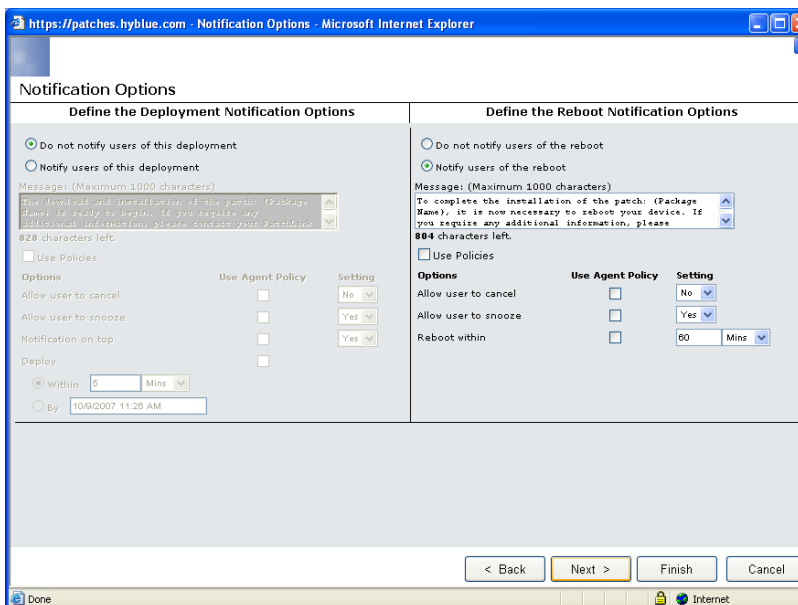 https://patches.hyblue.com - Notification Options - Microsoft Internet Explorer
Notification Options
Define the Deployment Notification Options
Do not notify users of this deployment
Notify users of this deployment
Message: (Maximum 1000 characters)
The download and installation of the patch: {Package
Name} is ready to begin. If you require any
additional information, please contact your PatchLink
828 characters left.
Use Policies
Options Use Agent Policy Setting
Allow user to cancel No
Allow user to snooze Yes
Notification on top Yes
Deploy
Within 5 Mins
By 10/9/2007 11:26 AM
Define the Reboot Notification Options
Do not notify users of the reboot
Notify users of the reboot
Message: (Maximum 1000 characters)
To complete the installation of the patch: {Package
Name}, it is now necessary to reboot your device. If
you require any additional information, please
804 characters left.
Use Policies
Options Use Agent Policy Setting
Allow user to cancel No
Allow user to snooze Yes
Reboot within 60 Mins
< Back Next > Finish Cancel
Done Internet